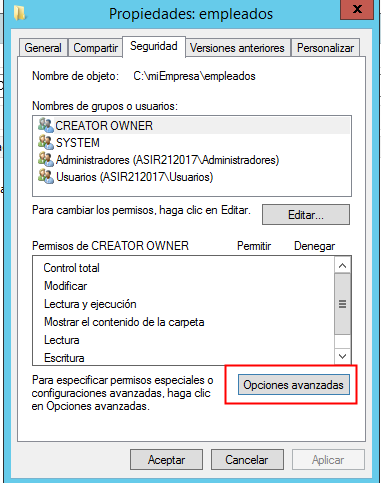 Propiedades: empleados
General Compartir Seguridad Versiones anteriores Personalizar
Nombre de objeto: C:\miEmpresa\empleados
Nombres de grupos o usuarios:
CREATOR OWNER
SYSTEM
Administradores (ASIR212017\Administradores)
Usuarios (ASIR212017\Usuarios)
Para cambiar los permisos, haga clic en Editar.
Editar...
Permisos de CREATOR OWNER Permitir Denegar
Control total
Modificar
Lectura y ejecución
Mostrar el contenido de la carpeta
Lectura
Escritura
Para especificar permisos especiales o
configuraciones avanzadas, haga clic
en Opciones avanzadas.
Opciones avanzadas
Aceptar Cancelar Aplicar